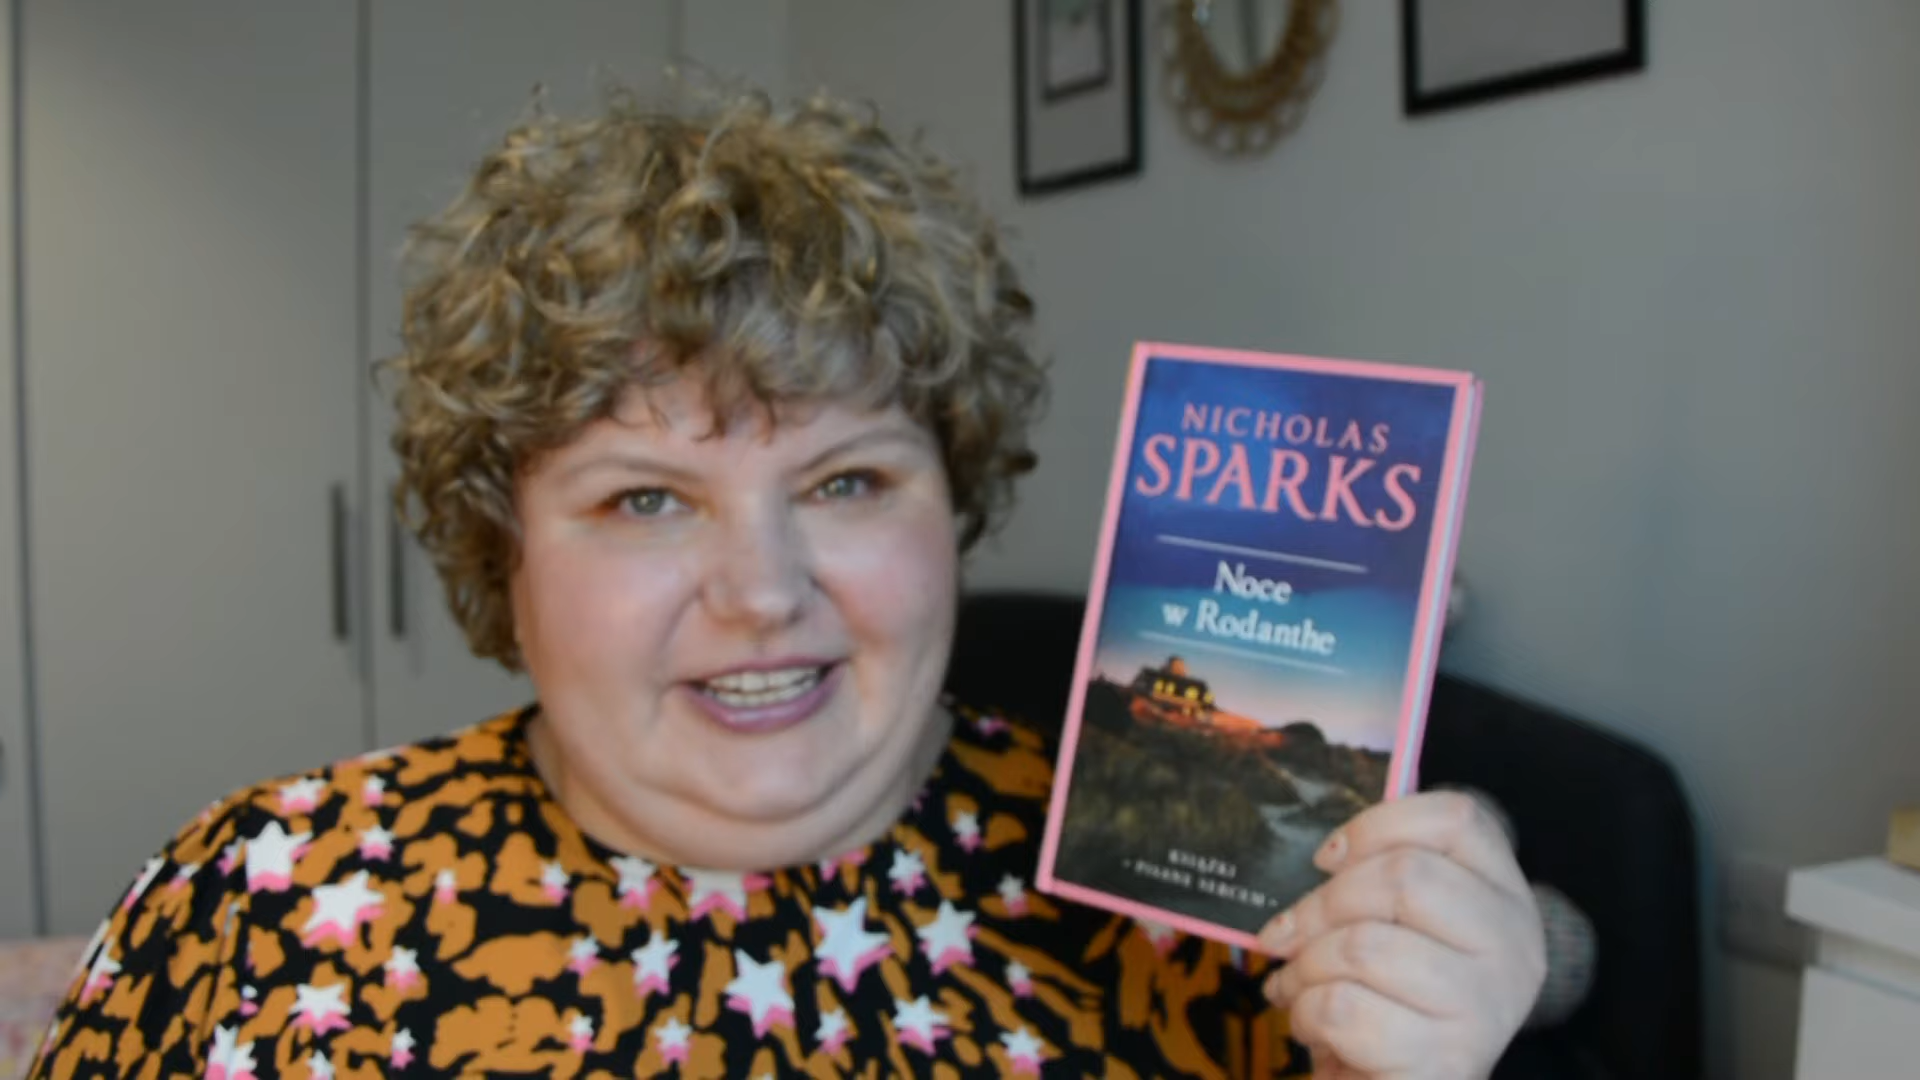 NICHOLAS
SPARKS
Noce
w Rodanthe
KSIĄŻKI
• PISANE SERCEM •